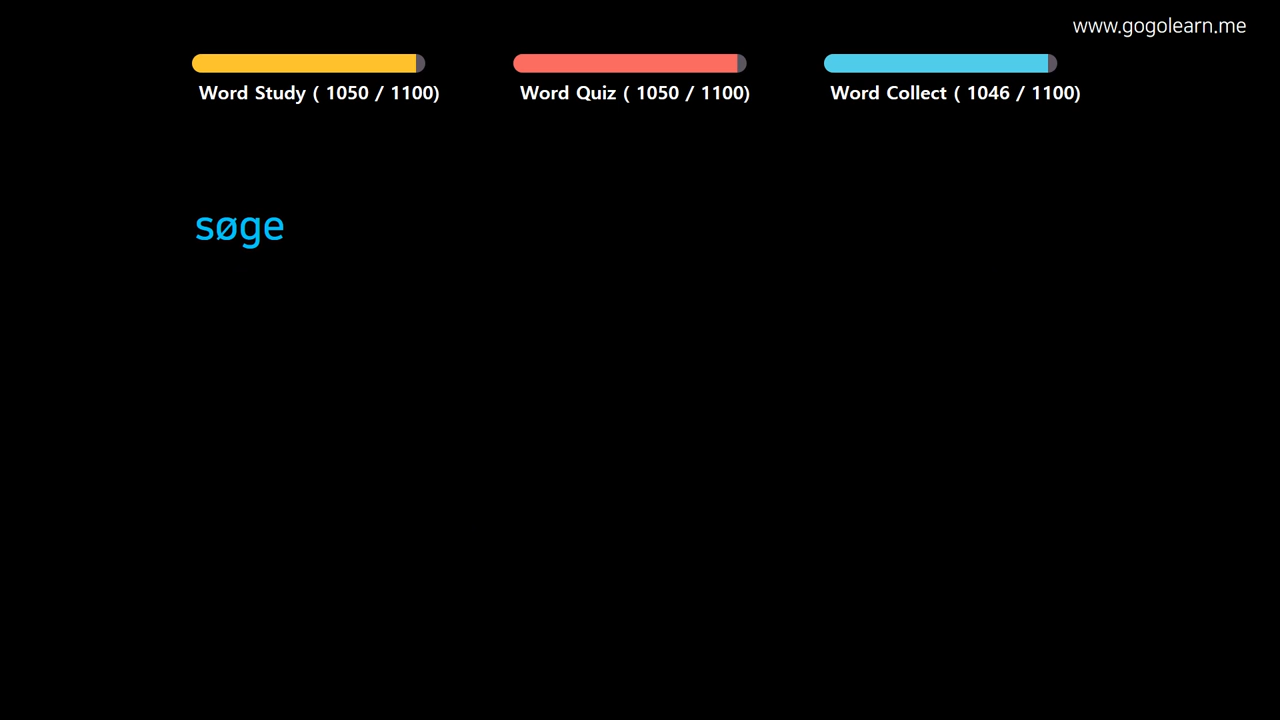 www.gogolearn.me
Word Study ( 1050 / 1100)
Word Quiz ( 1050 / 1100)
Word Collect ( 1046 / 1100)
søge